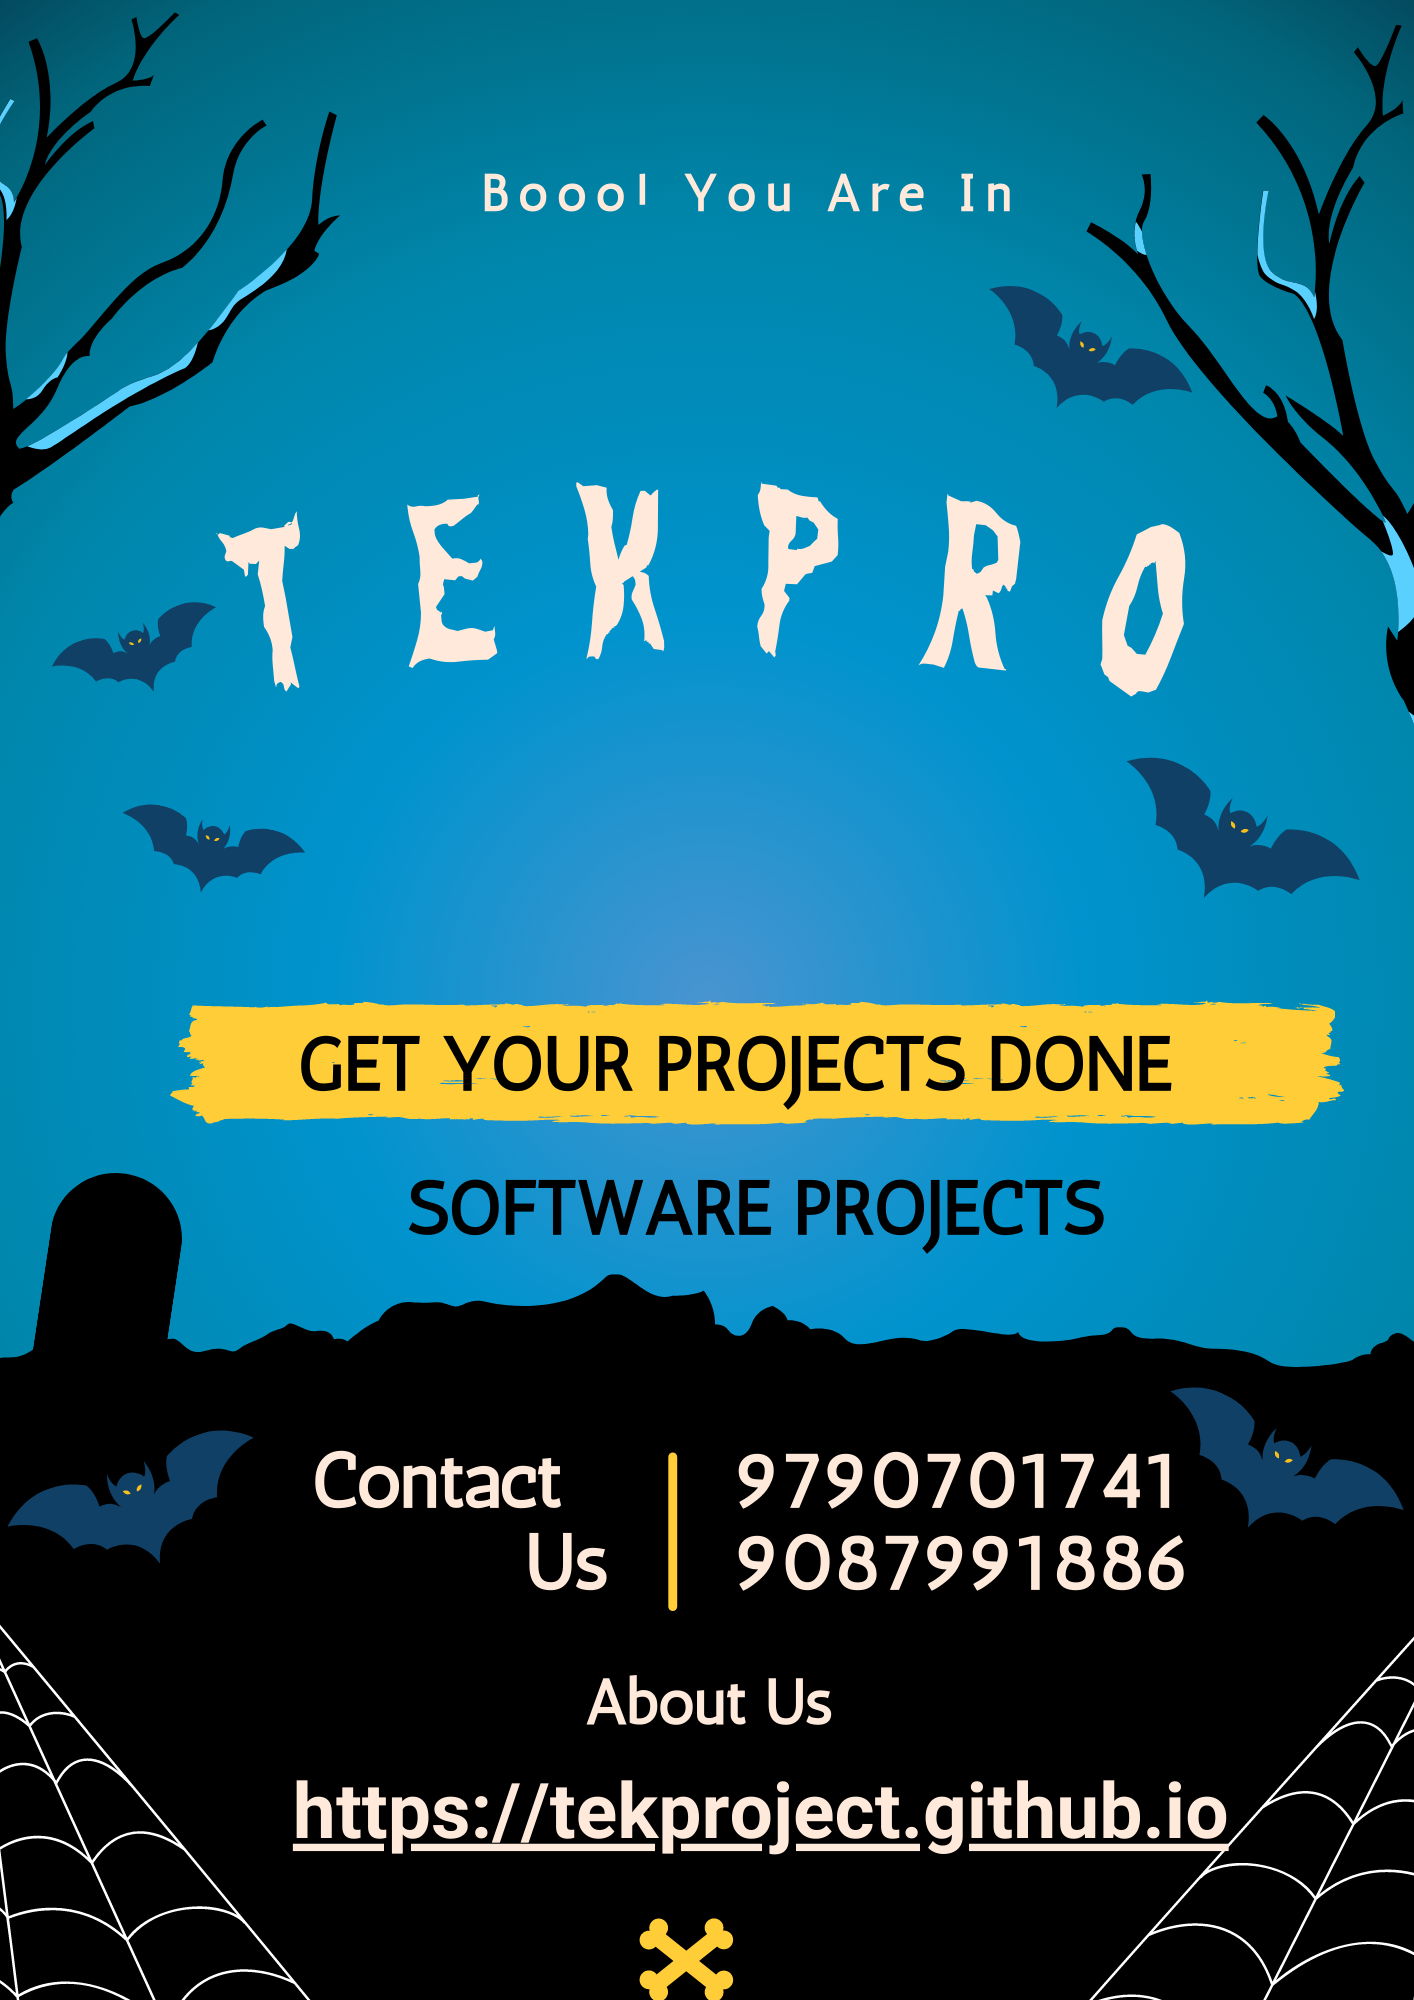 Boooı You Are In
TEKPRO
GET YOUR PROJECTS DONE
SOFTWARE PROJECTS
Contact
Us
9790701741
9087991886
About Us
https://tekproject.github.io